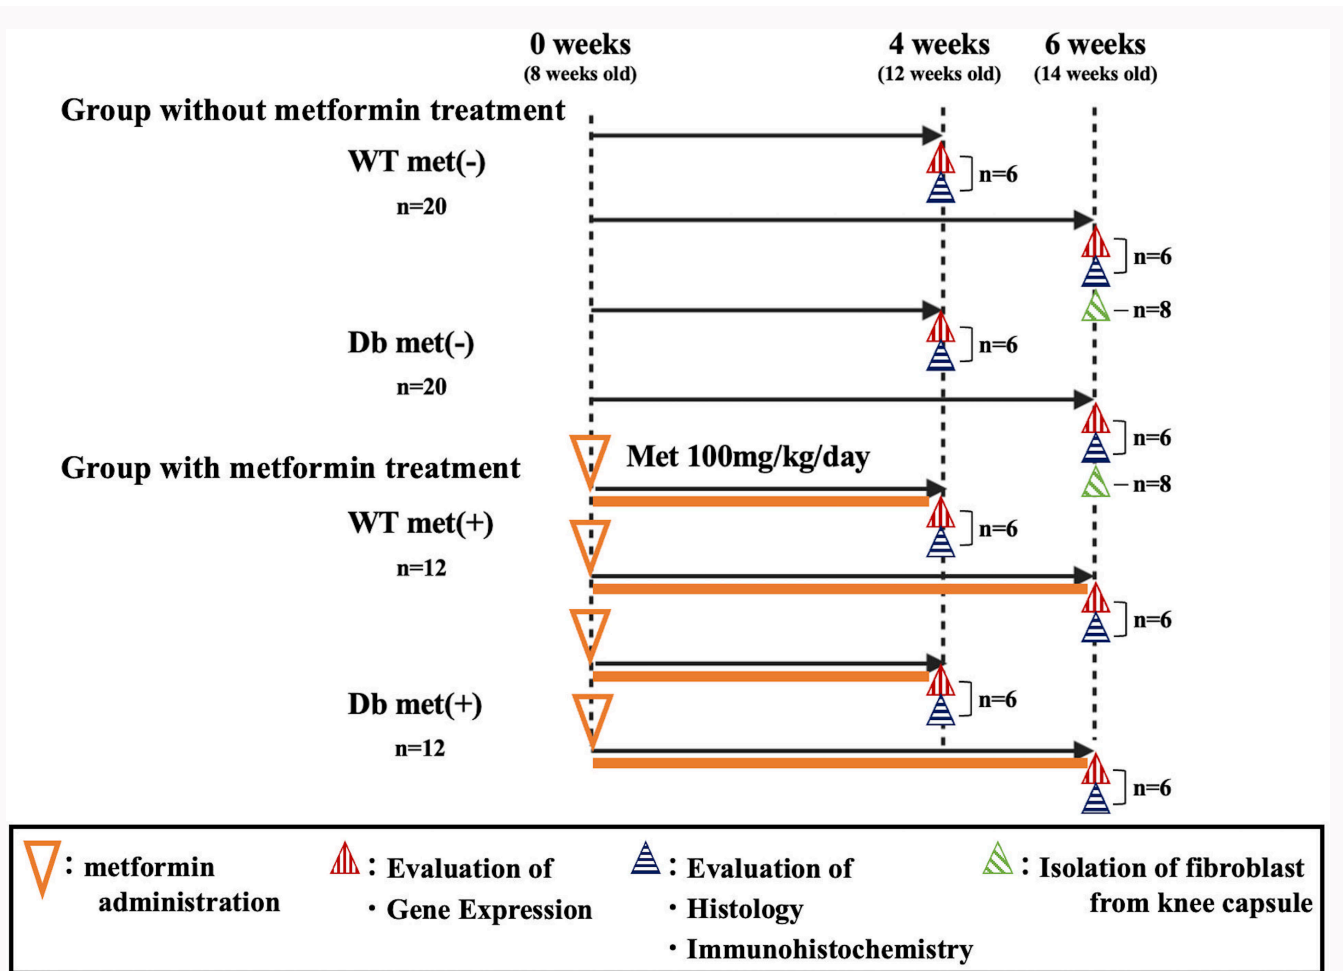 0 weeks
(8 weeks old)
4 weeks
(12 weeks old)
6 weeks
(14 weeks old)
Group without metformin treatment
WT met(-)
n=20
n=6
n=6
n=8
Db met(-)
n=20
n=6
n=6
n=8
Group with metformin treatment
Met 100mg/kg/day
WT met(+)
n=12
n=6
n=6
Db met(+)
n=12
n=6
n=6
: metformin
administration
: Evaluation of
・Gene Expression
: Evaluation of
・Histology
・Immunohistochemistry
: Isolation of fibroblast
from knee capsule